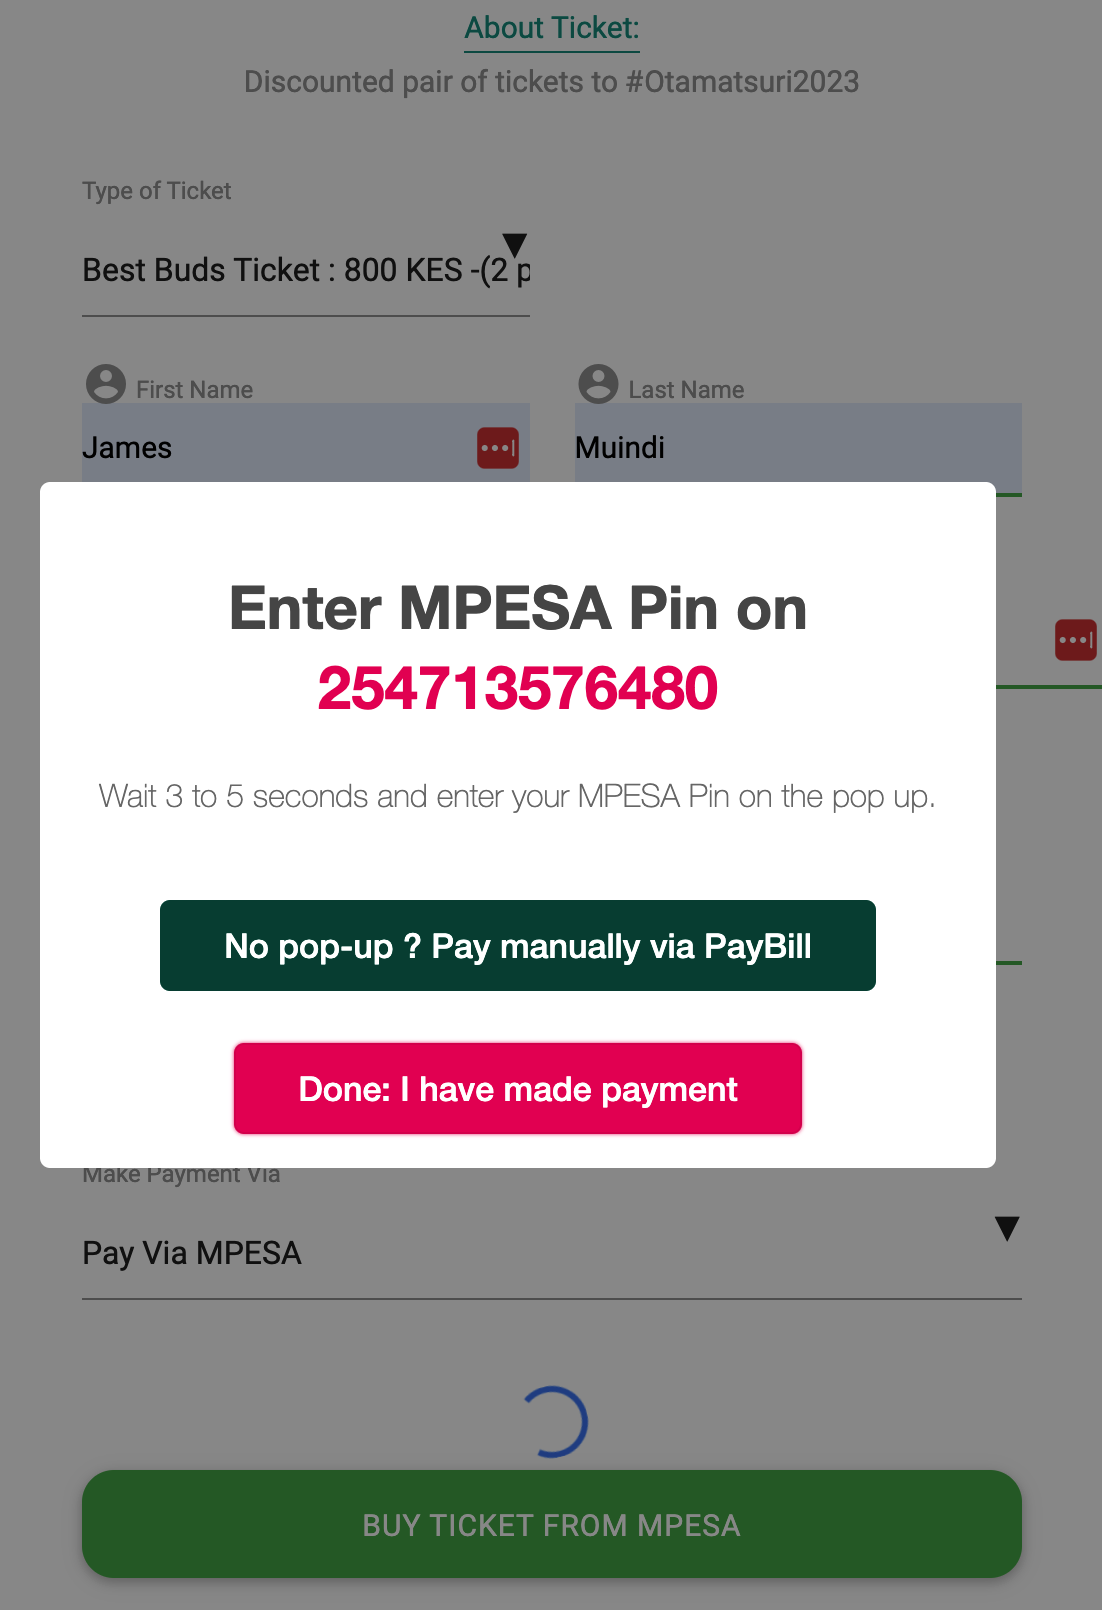 About Ticket:
Discounted pair of tickets to #Otamatsuri2023
Type of Ticket
Best Buds Ticket : 800 KES -(2 p
First Name
Last Name
James
Muindi
Enter MPESA Pin on
254713576480
Wait 3 to 5 seconds and enter your MPESA Pin on the pop up.
No pop-up ? Pay manually via PayBill
Done: I have made payment
Make Payment Via
Pay Via MPESA
BUY TICKET FROM MPESA